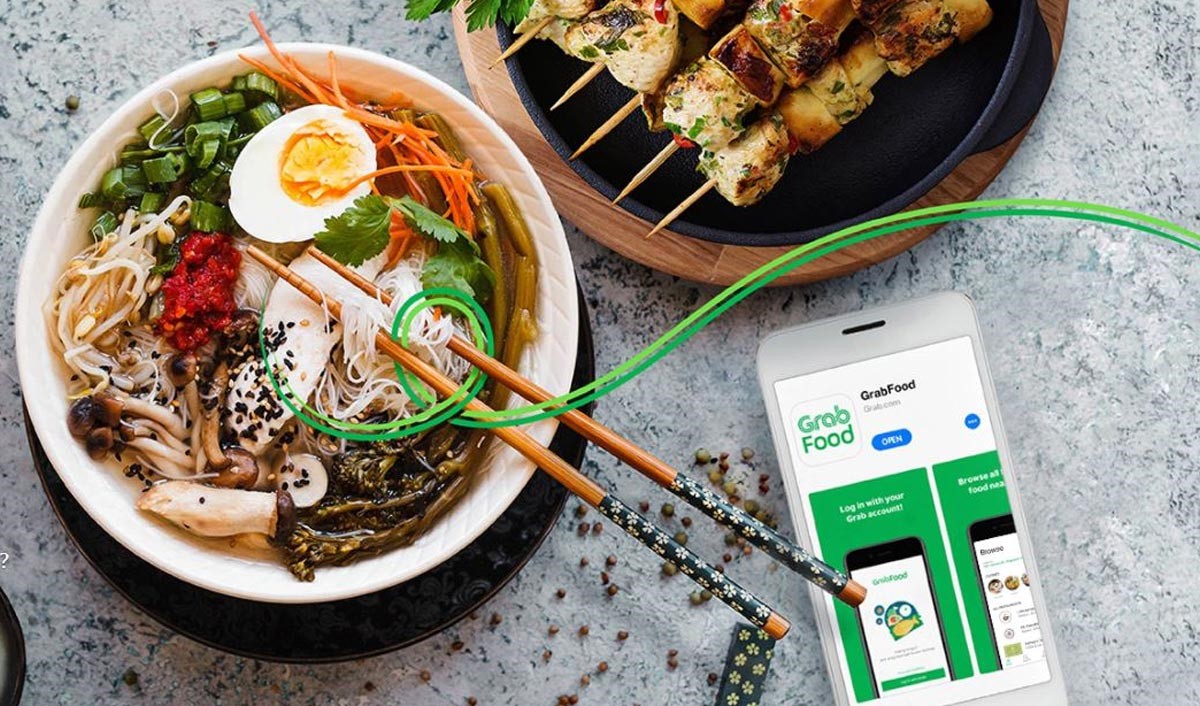 ?
GrabFood
Grab.com
Grab
Food
OPEN
Log in with your
Grab account!
Browse all
food nea
GrabFood
Browse